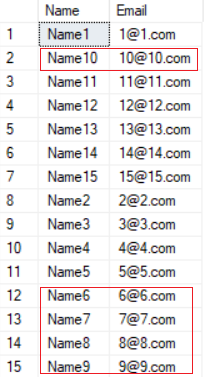 Name Email
1 Name1 1@1.com
2 Name10 10@10.com
3 Name11 11@11.com
4 Name12 12@12.com
5 Name13 13@13.com
6 Name14 14@14.com
7 Name15 15@15.com
8 Name2 2@2.com
9 Name3 3@3.com
10 Name4 4@4.com
11 Name5 5@5.com
12 Name6 6@6.com
13 Name7 7@7.com
14 Name8 8@8.com
15 Name9 9@9.com